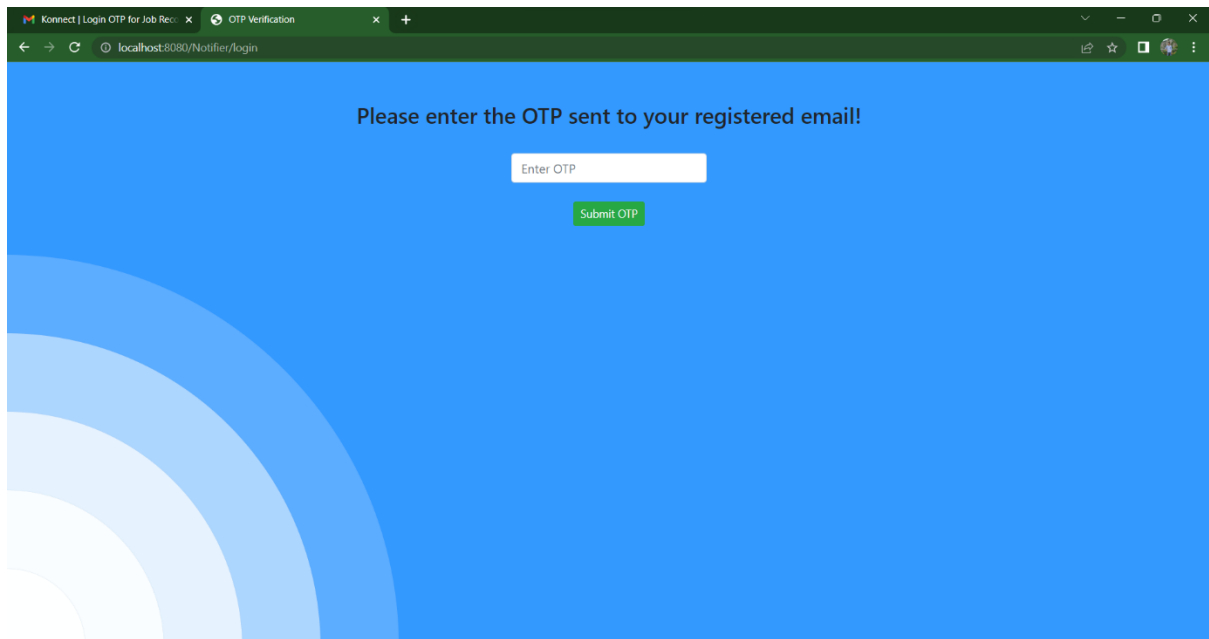 Konnect | Login OTP for Job Reco
OTP Verification
localhost:8080/Notifier/login
Please enter the OTP sent to your registered email!
Enter OTP
Submit OTP